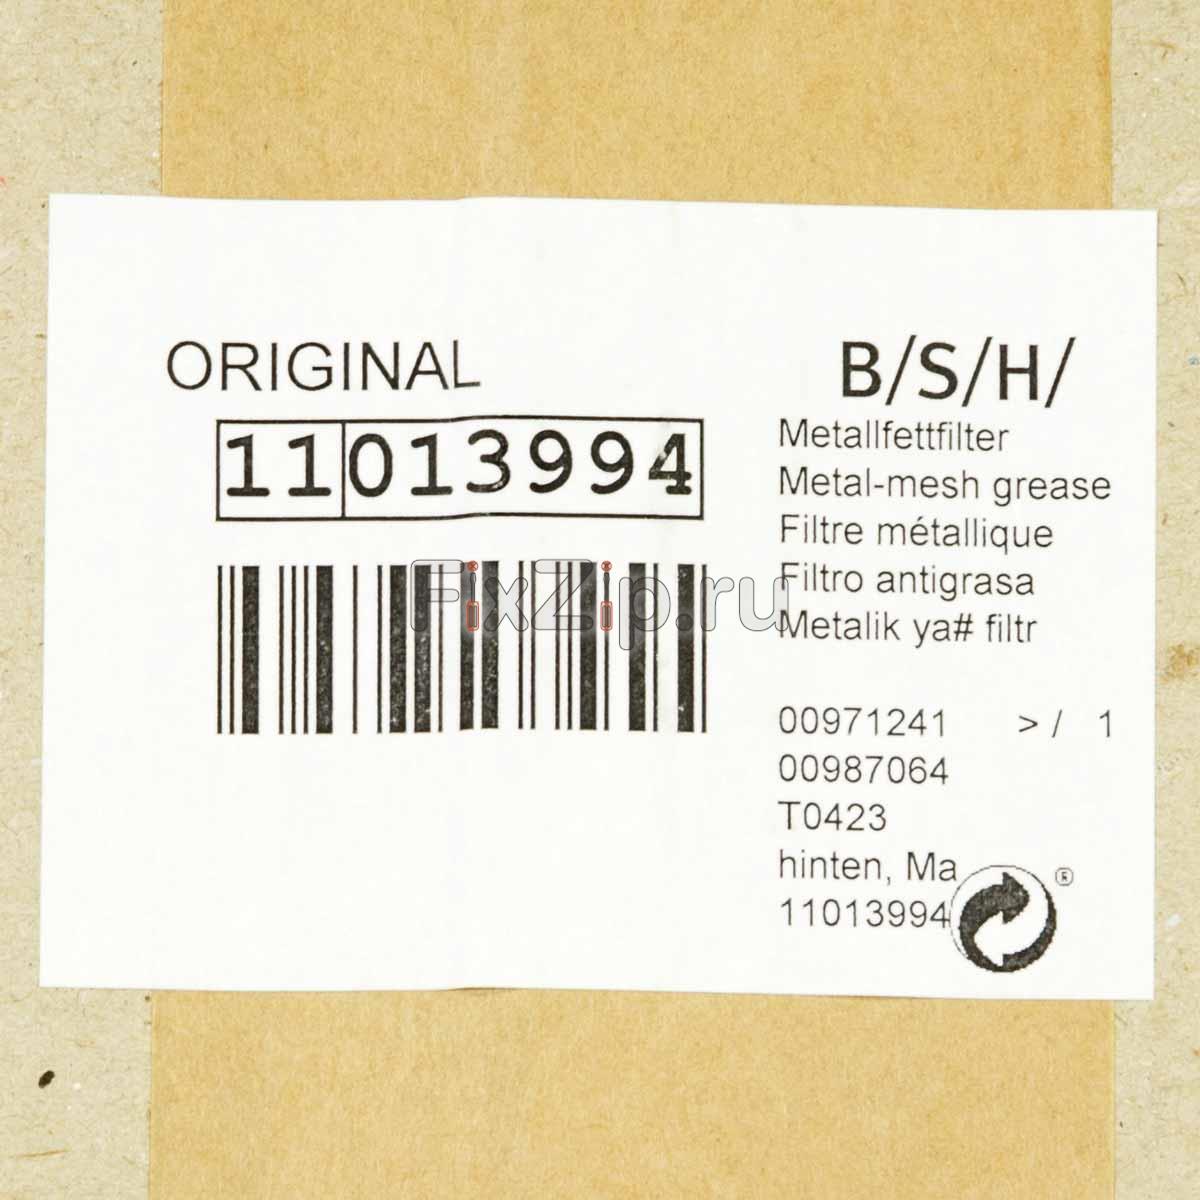 ORIGINAL
11013994
B/S/H/
Metallfettfilter
Metal-mesh grease
Filtre métallique
Filtro antigrasa
Metalik ya# filtr
FixZip.ru
00971241 > / 1
00987064
T0423
hinten, Ma
11013994